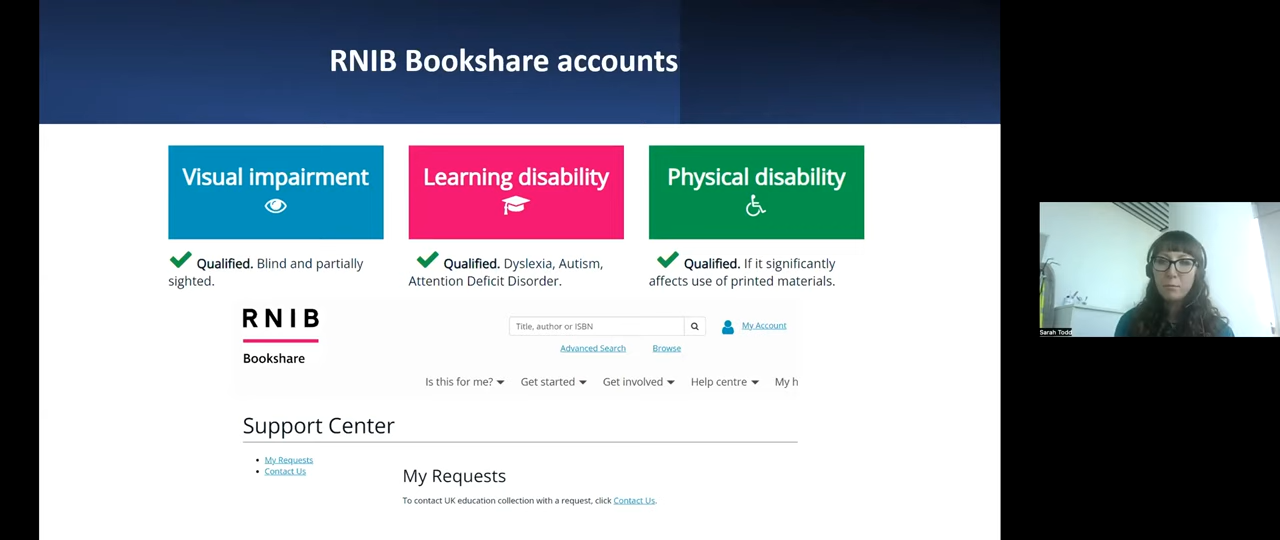 RNIB Bookshare accounts
Visual impairment
Learning disability
Physical disability
Qualified. Blind and partially
sighted.
Qualified. Dyslexia, Autism,
Attention Deficit Disorder.
Qualified. If it significantly
affects use of printed materials.
RNIB
Bookshare
Title, author or ISBN
My Account
Advanced Search Browse
Is this for me? Get started Get involved Help centre My h
Support Center
My Requests
Contact Us
My Requests
To contact UK education collection with a request, click Contact Us.
Sarah Todd